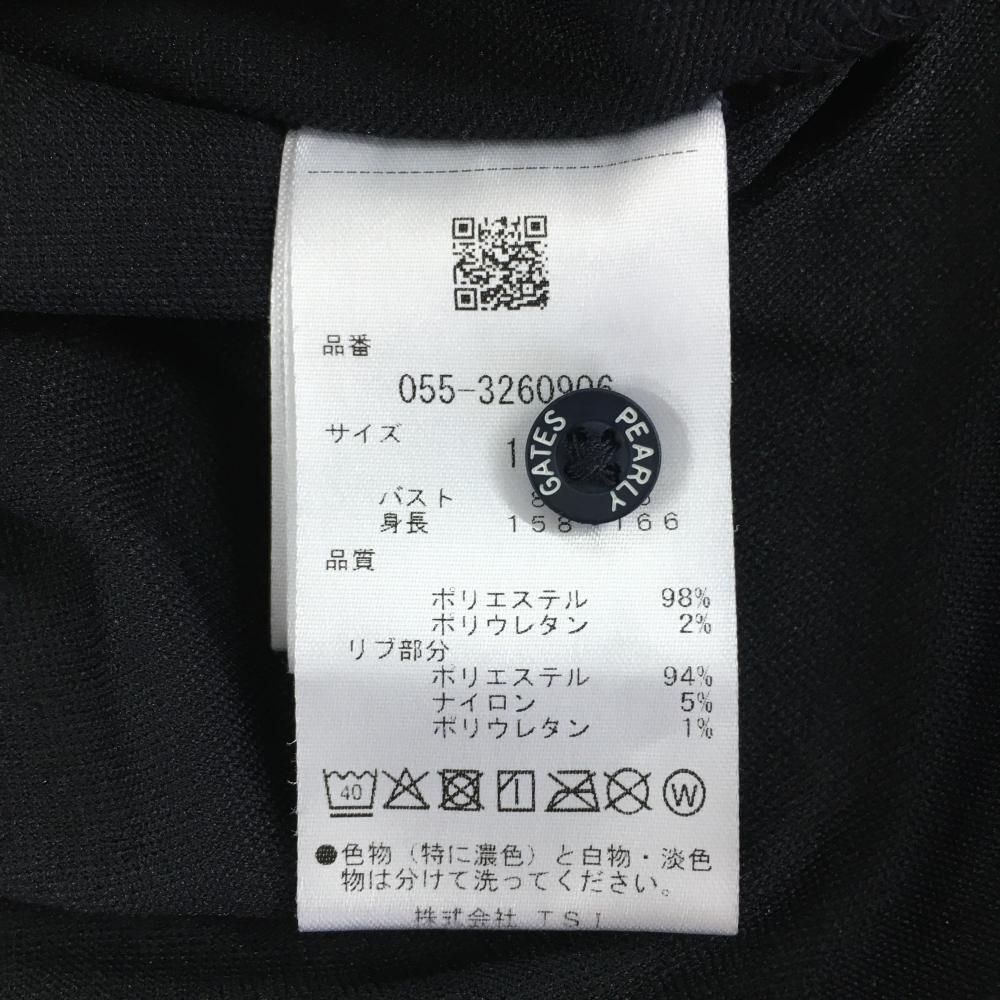 品番
055-3260906
サイズ
1
PEARLY GATES
バスト
身長 158 166
品質
ポリエステル 98%
ポリウレタン 2%
リブ部分
ポリエステル 94%
ナイロン 5%
ポリウレタン 1%
40
W
●色物(特に濃色)と白物・淡色
物は分けて洗ってください。
株式会社 TSI